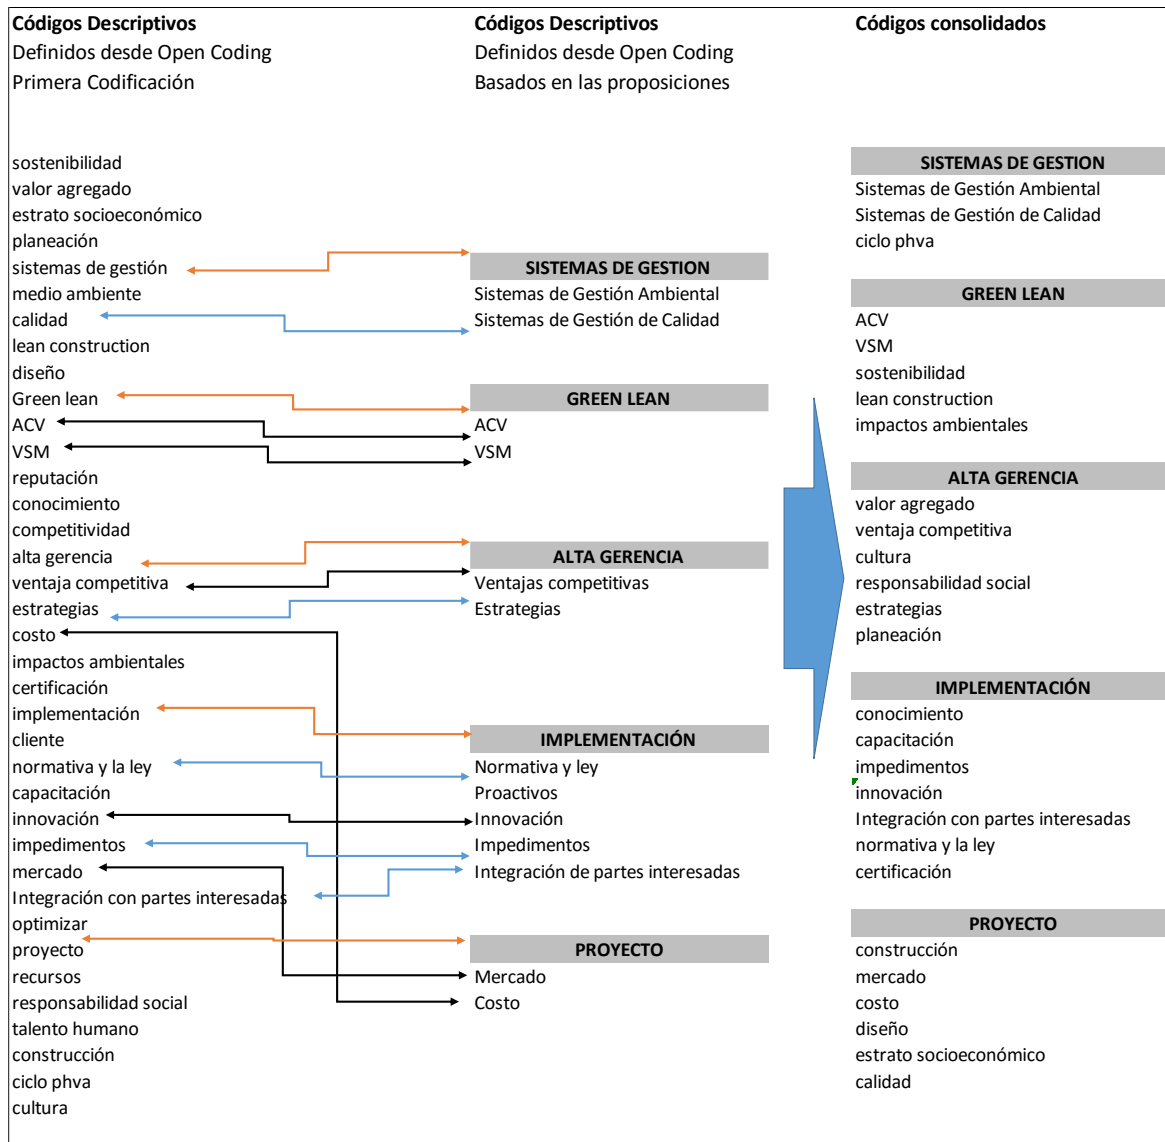 Códigos Descriptivos
Definidos desde Open Coding
Primera Codificación
sostenibilidad
valor agregado
estrato socioeconómico
planeación
sistemas de gestión
medio ambiente
calidad
lean construction
diseño
Green lean
ACV
VSM
reputación
conocimiento
competitividad
alta gerencia
ventaja competitiva
estrategias
costo
impactos ambientales
certificación
implementación
cliente
normativa y la ley
capacitación
innovación
impedimentos
mercado
Integración con partes interesadas
optimizar
proyecto
recursos
responsabilidad social
talento humano
construcción
ciclo phva
cultura
Códigos Descriptivos
Definidos desde Open Coding
Basados en las proposiciones
SISTEMAS DE GESTION
Sistemas de Gestión Ambiental
Sistemas de Gestión de Calidad
GREEN LEAN
ACV
VSM
ALTA GERENCIA
Ventajas competitivas
Estrategias
IMPLEMENTACIÓN
Normativa y ley
Proactivos
Innovación
Impedimentos
Integración de partes interesadas
PROYECTO
Mercado
Costo
Códigos consolidados
SISTEMAS DE GESTION
Sistemas de Gestión Ambiental
Sistemas de Gestión de Calidad
ciclo phva
GREEN LEAN
ACV
VSM
sostenibilidad
lean construction
impactos ambientales
ALTA GERENCIA
valor agregado
ventaja competitiva
cultura
responsabilidad social
estrategias
planeación
IMPLEMENTACIÓN
conocimiento
capacitación
impedimentos
innovación
Integración con partes interesadas
normativa y la ley
certificación
PROYECTO
construcción
mercado
costo
diseño
estrato socioeconómico
calidad